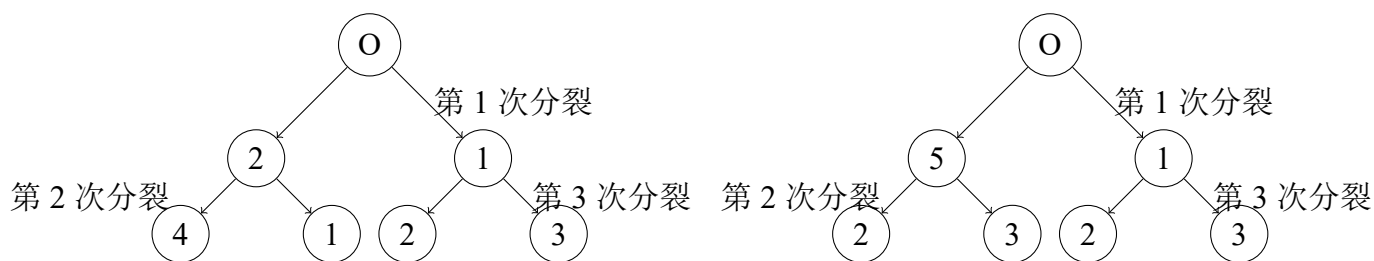 O O
第 1 次分裂 第 1 次分裂
2 1 5 1
第 2 次分裂 第 3 次分裂 第 2 次分裂 第 3 次分裂
4 1 2 3 2 3 2 3